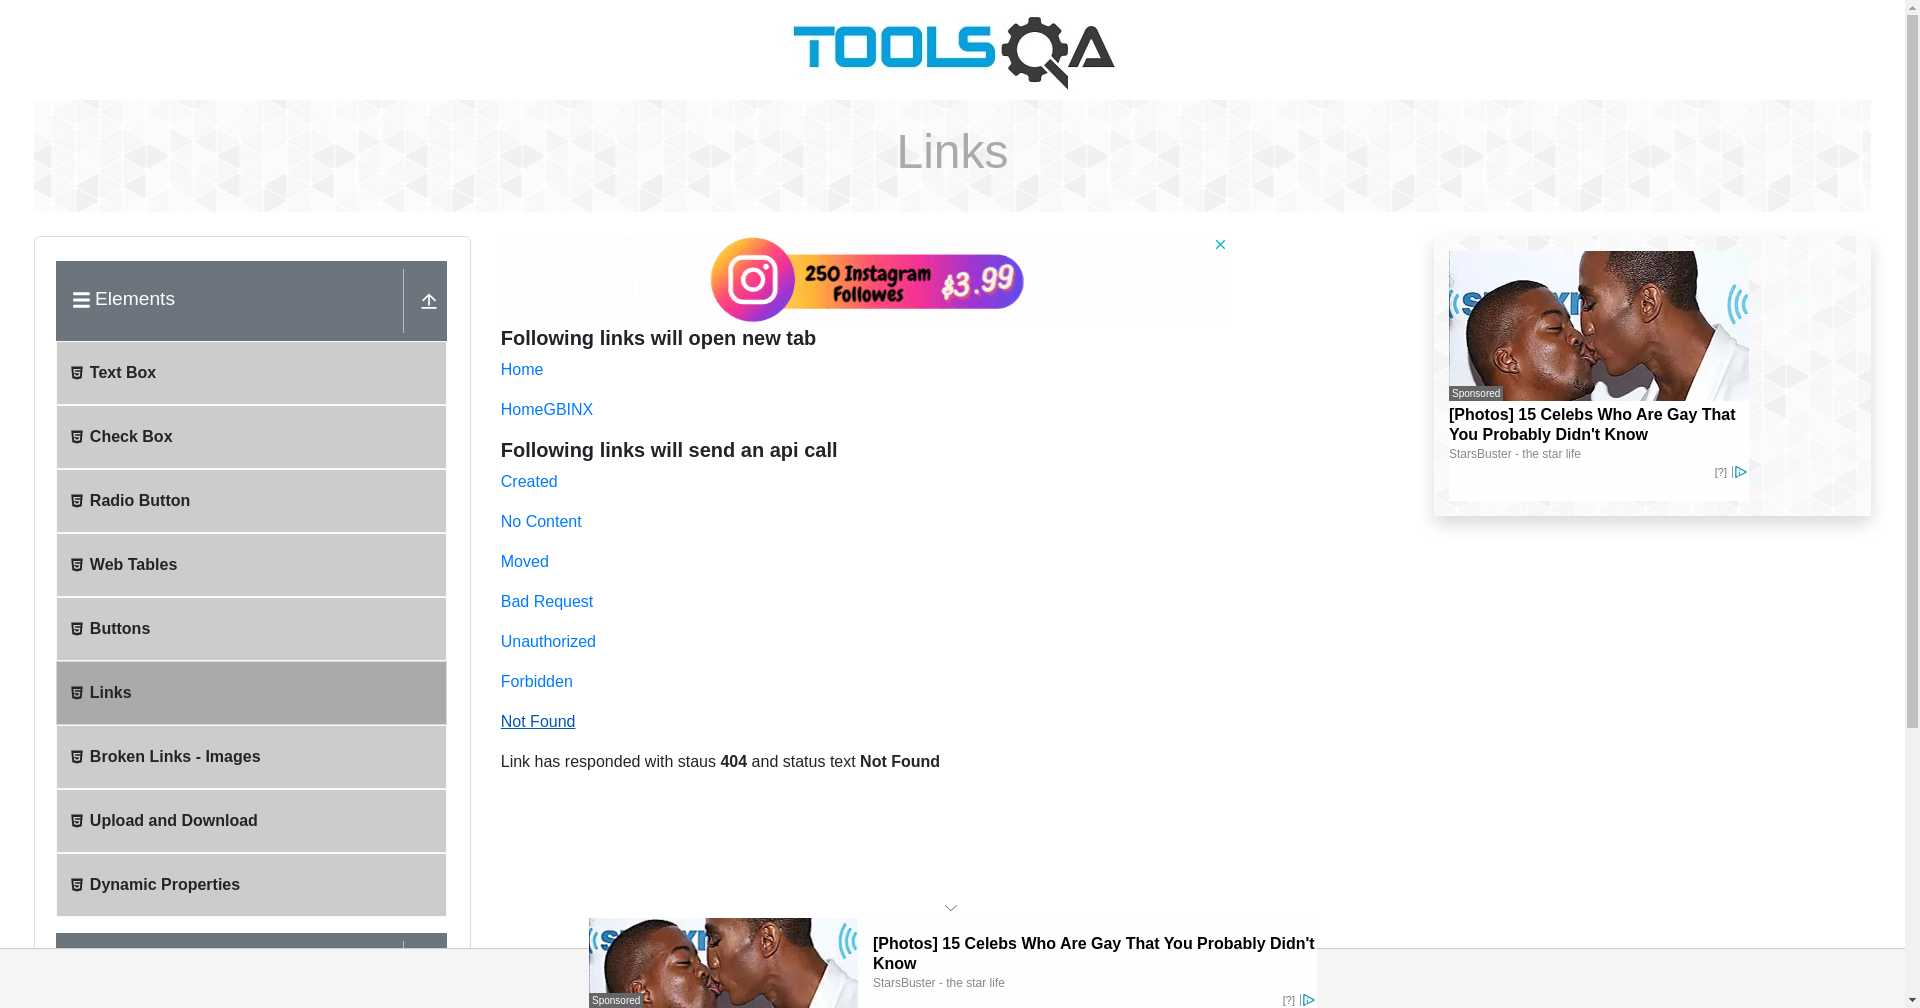 TOOLSQA
Links
Elements
Text Box
Check Box
Radio Button
Web Tables
Buttons
Links
Broken Links - Images
Upload and Download
Dynamic Properties
250 Instagram
Followes
$3.99
Following links will open new tab
Home
HomeGBINX
Following links will send an api call
Created
No Content
Moved
Bad Request
Unauthorized
Forbidden
Not Found
Link has responded with staus 404 and status text Not Found
Sponsored
[Photos] 15 Celebs Who Are Gay That
You Probably Didn't Know
StarsBuster - the star life
[?]
Sponsored
[Photos] 15 Celebs Who Are Gay That You Probably Didn't
Know
StarsBuster - the star life
[?]